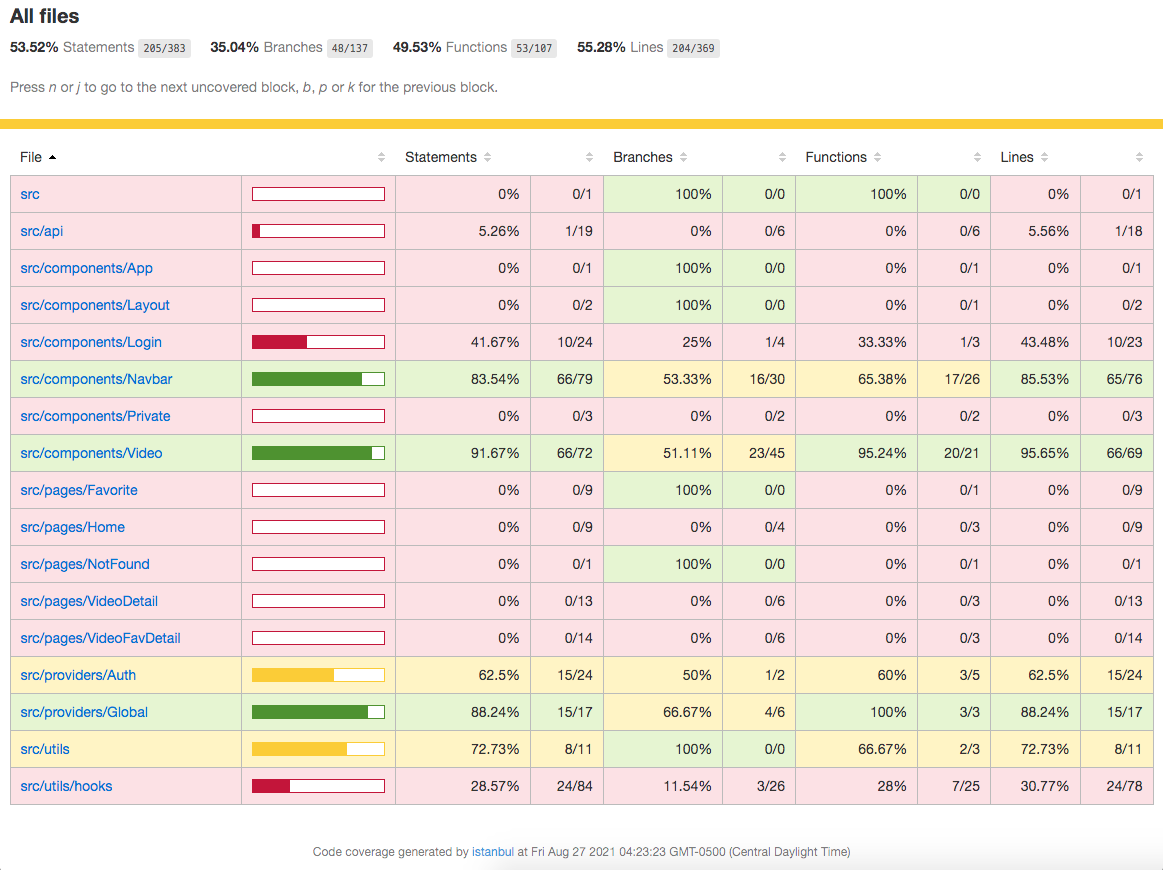 All files
53.52% Statements 205/383 35.04% Branches 48/137 49.53% Functions 53/107 55.28% Lines 204/369
Press n or j to go to the next uncovered block, b, p or k for the previous block.
File Statements Branches Functions Lines
src 0% 0/1 100% 0/0 100% 0/0 0% 0/1
src/api 5.26% 1/19 0% 0/6 0% 0/6 5.56% 1/18
src/components/App 0% 0/1 100% 0/0 0% 0/1 0% 0/1
src/components/Layout 0% 0/2 100% 0/0 0% 0/1 0% 0/2
src/components/Login 41.67% 10/24 25% 1/4 33.33% 1/3 43.48% 10/23
src/components/Navbar 83.54% 66/79 53.33% 16/30 65.38% 17/26 85.53% 65/76
src/components/Private 0% 0/3 0% 0/2 0% 0/2 0% 0/3
src/components/Video 91.67% 66/72 51.11% 23/45 95.24% 20/21 95.65% 66/69
src/pages/Favorite 0% 0/9 100% 0/0 0% 0/1 0% 0/9
src/pages/Home 0% 0/9 0% 0/4 0% 0/3 0% 0/9
src/pages/NotFound 0% 0/1 100% 0/0 0% 0/1 0% 0/1
src/pages/VideoDetail 0% 0/13 0% 0/6 0% 0/3 0% 0/13
src/pages/VideoFavDetail 0% 0/14 0% 0/6 0% 0/3 0% 0/14
src/providers/Auth 62.5% 15/24 50% 1/2 60% 3/5 62.5% 15/24
src/providers/Global 88.24% 15/17 66.67% 4/6 100% 3/3 88.24% 15/17
src/utils 72.73% 8/11 100% 0/0 66.67% 2/3 72.73% 8/11
src/utils/hooks 28.57% 24/84 11.54% 3/26 28% 7/25 30.77% 24/78
Code coverage generated by istanbul at Fri Aug 27 2021 04:23:23 GMT-0500 (Central Daylight Time)